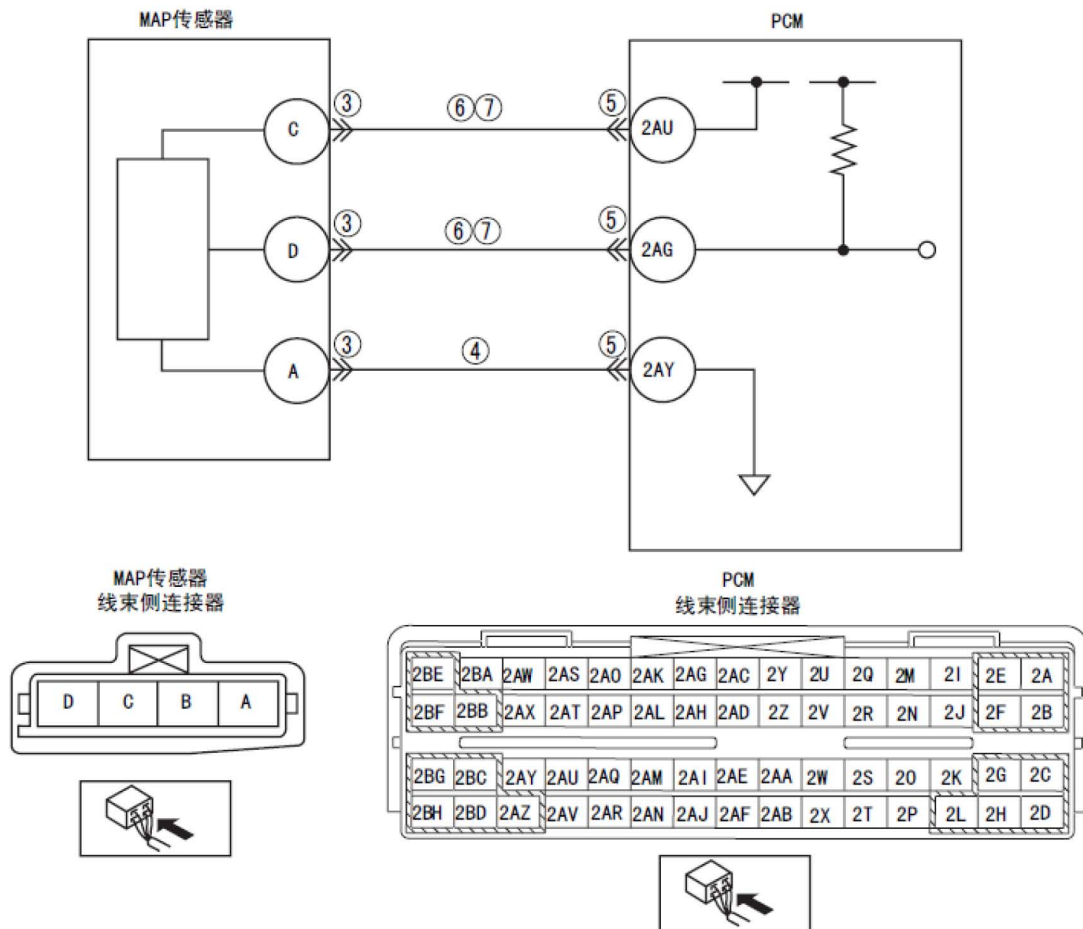 MAP传感器
PCM
③ ⑥⑦ ⑤
C 2AU
③ ⑥⑦ ⑤
D 2AG
③ ④ ⑤
A 2AY
MAP传感器
线束侧连接器
D C B A
PCM
线束侧连接器
2BE 2BA 2AW 2AS 2AO 2AK 2AG 2AC 2Y 2U 2Q 2M 2I 2E 2A
2BF 2BB 2AX 2AT 2AP 2AL 2AH 2AD 2Z 2V 2R 2N 2J 2F 2B
2BG 2BC 2AY 2AU 2AQ 2AM 2AI 2AE 2AA 2W 2S 2O 2K 2G 2C
2BH 2BD 2AZ 2AV 2AR 2AN 2AJ 2AF 2AB 2X 2T 2P 2L 2H 2D